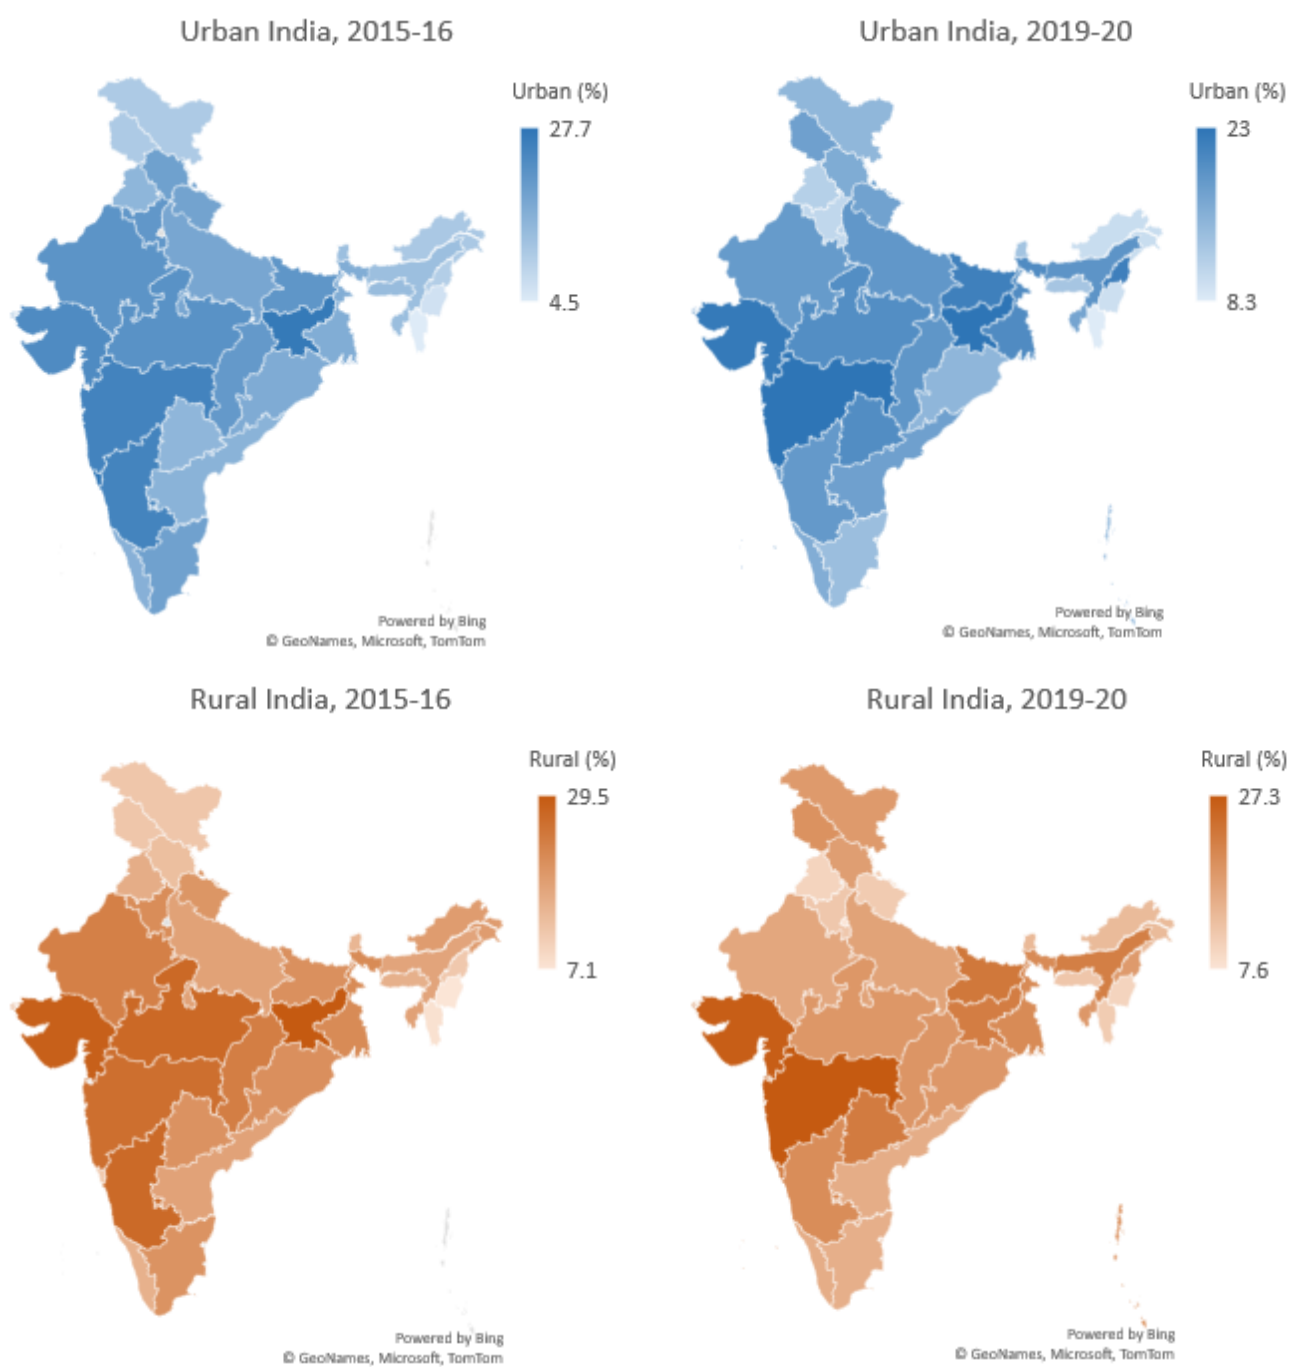 Urban India, 2015-16
Urban (%)
27.7
4.5
Powered by Bing
© GeoNames, Microsoft, TomTom
Urban India, 2019-20
Urban (%)
23
8.3
Powered by Bing
© GeoNames, Microsoft, TomTom
Rural India, 2015-16
Rural (%)
29.5
7.1
Powered by Bing
© GeoNames, Microsoft, TomTom
Rural India, 2019-20
Rural (%)
27.3
7.6
Powered by Bing
© GeoNames, Microsoft, TomTom